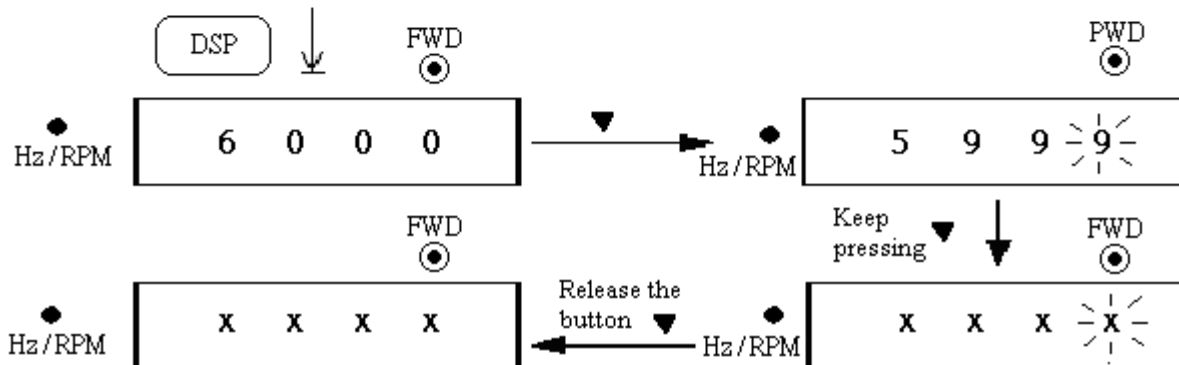 DSP
FWD
PWD
Hz/RPM
6 0 0 0
Hz/RPM
5 9 9 9
Keep
pressing
FWD
FWD
Release the
button
Hz/RPM
x x x x
Hz/RPM
x x x x